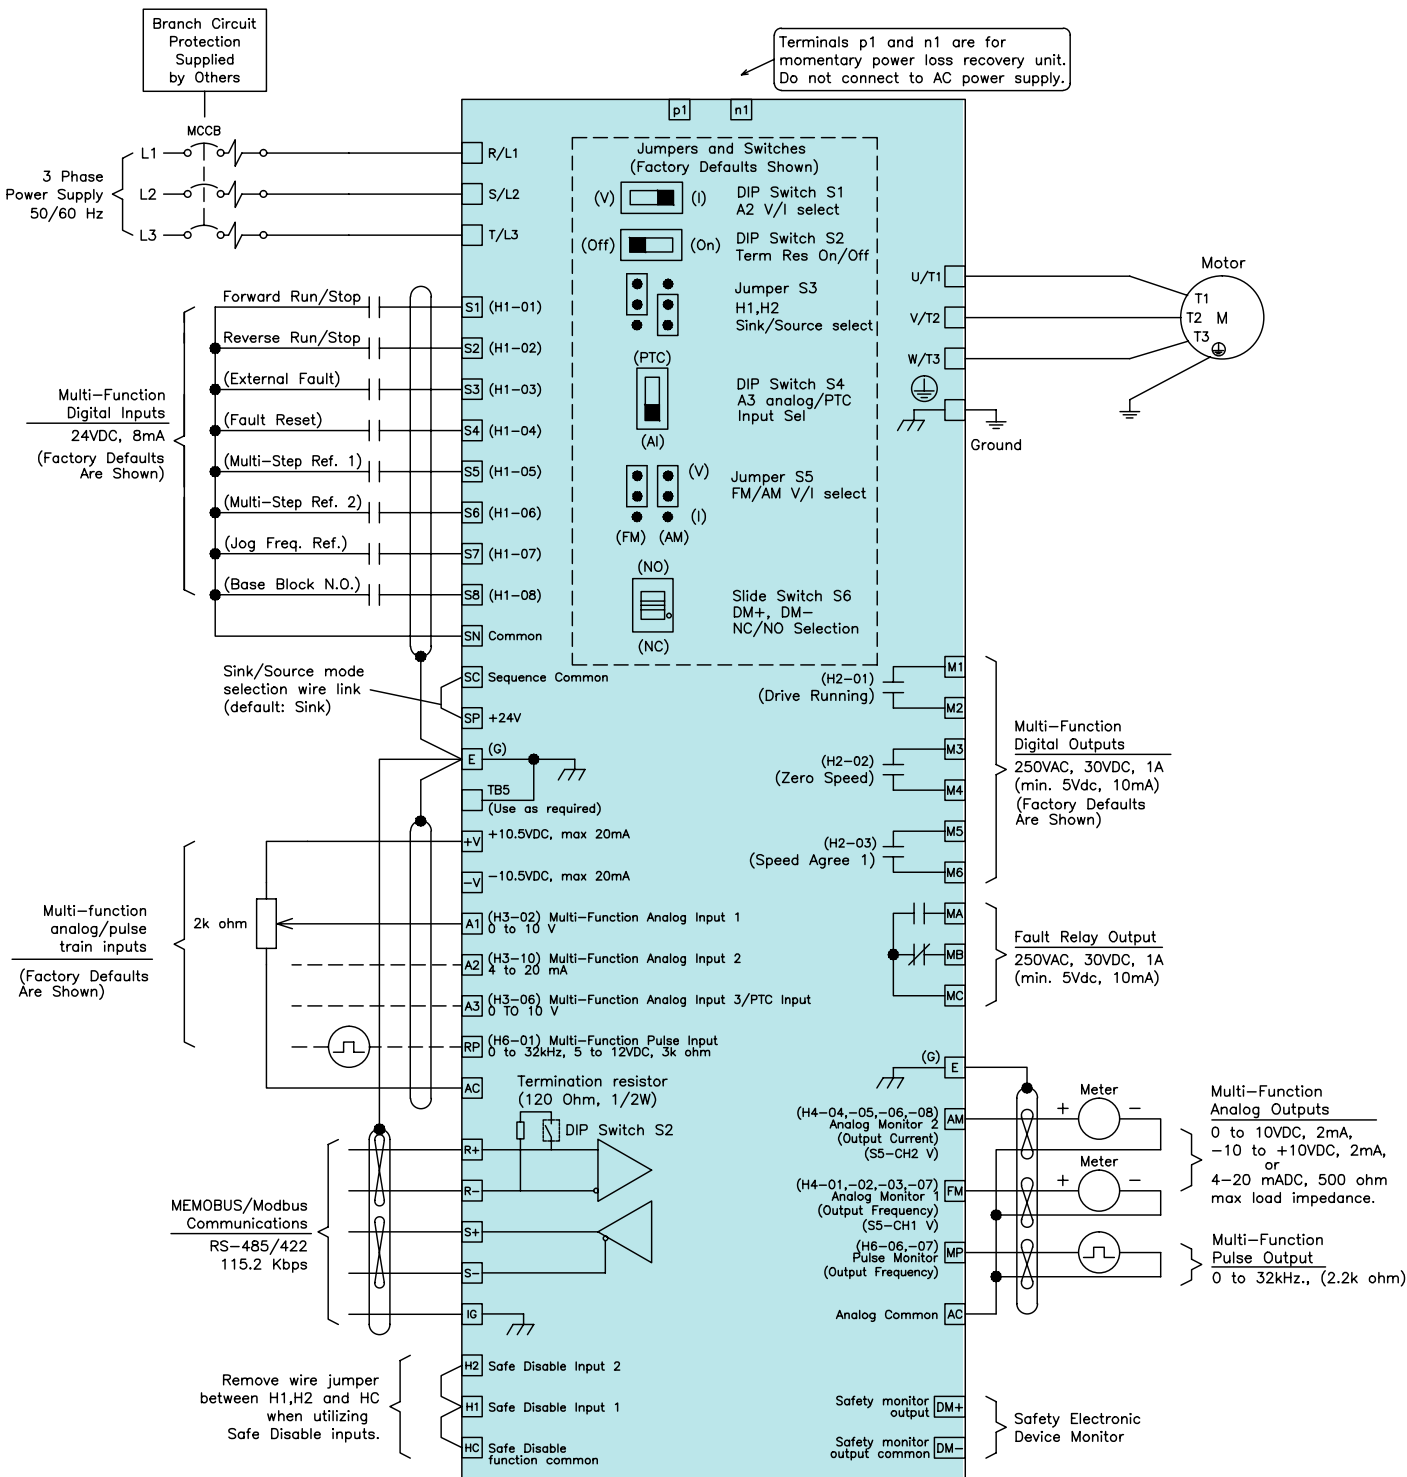 Branch Circuit
Protection
Supplied
by Others
Terminals p1 and n1 are for
momentary power loss recovery unit.
Do not connect to AC power supply.
p1
n1
MCCB
L1
L2
L3
3 Phase
Power Supply
50/60 Hz
R/L1
S/L2
T/L3
Jumpers and Switches
(Factory Defaults Shown)
(V)
(I)
DIP Switch S1
A2 V/I select
(Off)
(On)
DIP Switch S2
Term Res On/Off
Jumper S3
H1,H2
Sink/Source select
(PTC)
DIP Switch S4
A3 analog/PTC
Input Sel
(AI)
(V)
Jumper S5
FM/AM V/I select
(I)
(FM)
(AM)
(NO)
Slide Switch S6
DM+, DM-
NC/NO Selection
(NC)
U/T1
V/T2
W/T3
Motor
T1
T2
M
T3
Ground
Multi-Function
Digital Inputs
24VDC, 8mA
(Factory Defaults
Are Shown)
Forward Run/Stop
S1
(H1-01)
Reverse Run/Stop
S2
(H1-02)
(External Fault)
S3
(H1-03)
(Fault Reset)
S4
(H1-04)
(Multi-Step Ref. 1)
S5
(H1-05)
(Multi-Step Ref. 2)
S6
(H1-06)
(Jog Freq. Ref.)
S7
(H1-07)
(Base Block N.O.)
S8
(H1-08)
SN
Common
Sink/Source mode
selection wire link
(default: Sink)
SC
Sequence Common
SP
+24V
E
(G)
TB5
(Use as required)
+V
+10.5VDC, max 20mA
-V
-10.5VDC, max 20mA
Multi-function
analog/pulse
train inputs
(Factory Defaults
Are Shown)
2k ohm
A1
(H3-02) Multi-Function Analog Input 1
0 to 10 V
A2
(H3-10) Multi-Function Analog Input 2
4 to 20 mA
A3
(H3-06) Multi-Function Analog Input 3/PTC Input
0 TO 10 V
RP
(H6-01) Multi-Function Pulse Input
0 to 32kHz, 5 to 12VDC, 3k ohm
AC
Termination resistor
(120 Ohm, 1/2W)
DIP Switch S2
R+
R-
S+
S-
IG
MEMOBUS/Modbus
Communications
RS-485/422
115.2 Kbps
Remove wire jumper
between H1,H2 and HC
when utilizing
Safe Disable inputs.
H2
Safe Disable Input 2
H1
Safe Disable Input 1
HC
Safe Disable
function common
(H2-01)
(Drive Running)
M1
M2
(H2-02)
(Zero Speed)
M3
M4
(H2-03)
(Speed Agree 1)
M5
M6
Multi-Function
Digital Outputs
250VAC, 30VDC, 1A
(min. 5Vdc, 10mA)
(Factory Defaults
Are Shown)
MA
MB
MC
Fault Relay Output
250VAC, 30VDC, 1A
(min. 5Vdc, 10mA)
(G)
E
(H4-04,-05,-06,-08)
Analog Monitor 2
(Output Current)
(S5-CH2 V)
AM
+
Meter
-
(H4-01,-02,-03,-07)
Analog Monitor 1
(Output Frequency)
(S5-CH1 V)
FM
+
Meter
-
(H6-06,-07)
Pulse Monitor
(Output Frequency)
MP
Analog Common
AC
Multi-Function
Analog Outputs
0 to 10VDC, 2mA,
-10 to +10VDC, 2mA,
or
4-20 mADC, 500 ohm
max load impedance.
Multi-Function
Pulse Output
0 to 32kHz., (2.2k ohm)
Safety monitor
output
DM+
Safety monitor
output common
DM-
Safety Electronic
Device Monitor